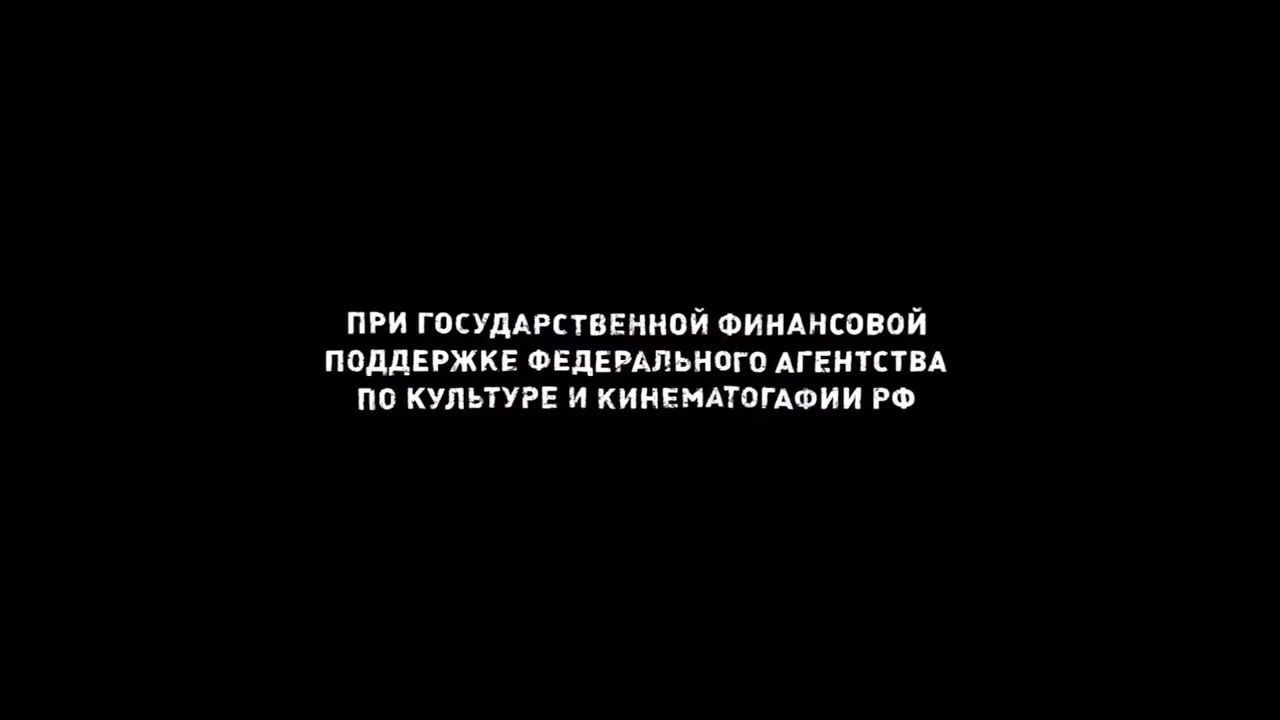 ПРИ ГОСУДАРСТВЕННОЙ ФИНАНСОВОЙ
ПОДДЕРЖКЕ ФЕДЕРАЛЬНОГО АГЕНТСТВА
ПО КУЛЬТУРЕ И КИНЕМАТОГАФИИ РФ